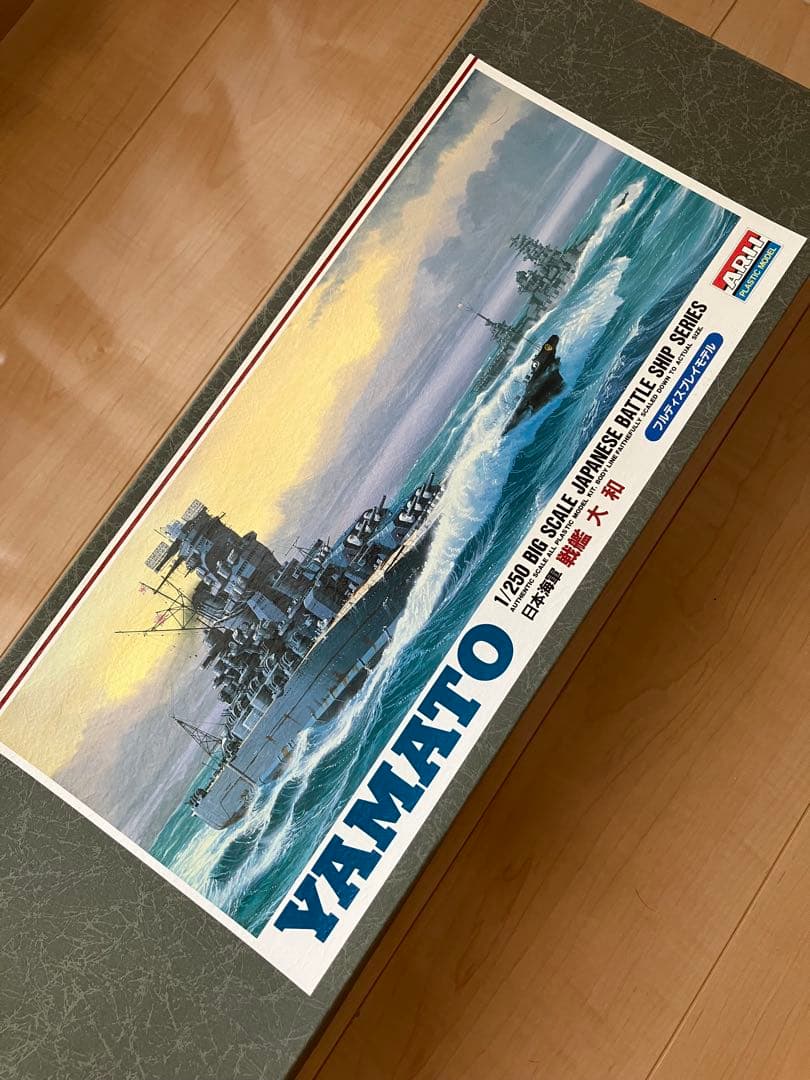 YAMATO
1/250 BIG SCALE JAPANESE BATTLE SHIP SERIES
AUTHENTIC SCALE ALL PLASTIC MODEL KIT. BODY LINE FAITHEFULLY SCALED DOWN TO ACTUAL SIZE.
日本海軍 戦艦 大和
フルディスプレイモデル
ARII
PLASTIC MODEL